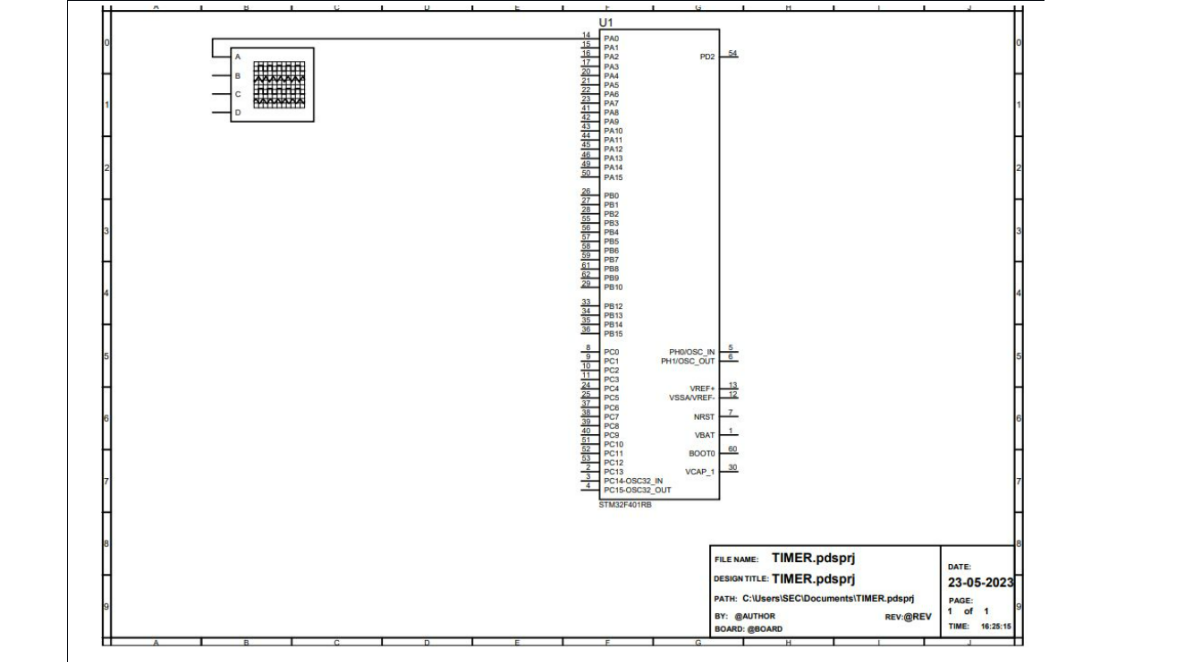 A B C D E F G H J
U1
0 0
1 1
2 2
3 3
4 4
5 5
6 6
7 7
8 8
9 9
A
B
C
D
14 PA0
15 PA1
16 PA2
17 PA3
20 PA4
21 PA5
22 PA6
23 PA7
41 PA8
42 PA9
43 PA10
44 PA11
45 PA12
46 PA13
49 PA14
50 PA15
26 PB0
27 PB1
28 PB2
55 PB3
56 PB4
57 PB5
58 PB6
59 PB7
61 PB8
62 PB9
29 PB10
33 PB12
34 PB13
35 PB14
36 PB15
8 PC0
9 PC1
10 PC2
11 PC3
24 PC4
25 PC5
37 PC6
38 PC7
39 PC8
40 PC9
51 PC10
52 PC11
53 PC12
2 PC13
3 PC14-OSC32_IN
4 PC15-OSC32_OUT
PD2 54
PH0/OSC_IN 5
PH1/OSC_OUT 6
VREF+ 13
VSSA/VREF- 12
NRST 7
VBAT 1
BOOT0 60
VCAP_1 30
STM32F401RB
FILE NAME: TIMER.pdsprj
DESIGN TITLE: TIMER.pdsprj
PATH: C:\Users\SEC\Documents\TIMER.pdsprj
BY: @AUTHOR REV:@REV
BOARD: @BOARD
DATE:
23-05-2023
PAGE:
1 of 1
TIME: 16:25:15
A B C D E F G H J